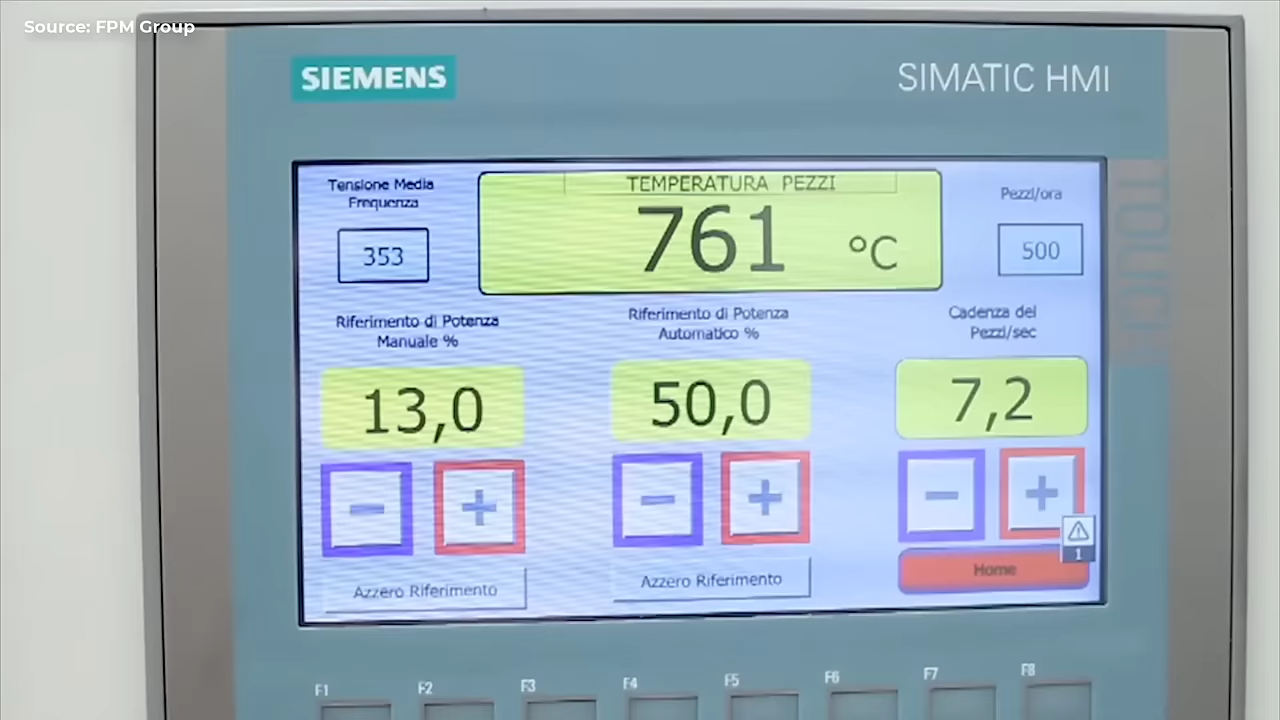 Source: FPM Group
SIEMENS
SIMATIC HMI
TOUCH
Tensione Media
Frequenza
353
TEMPERATURA PEZZI
761 °C
Pezzi/ora
500
Riferimento di Potenza
Manuale %
13,0
- +
Azzero Riferimento
Riferimento di Potenza
Automatico %
50,0
- +
Azzero Riferimento
Cadenza dei
Pezzi/sec
7,2
- +
1
Home
F1 F2 F3 F4 F5 F6 F7 F8